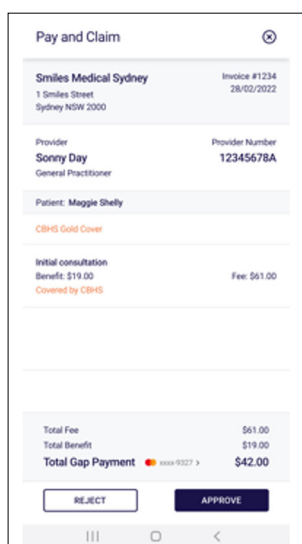 Pay and Claim
Smiles Medical Sydney
Invoice #1234
1 Smiles Street
28/02/2022
Sydney NSW 2000
Provider
Provider Number
Sonny Day
12345678A
General Practitioner
Patient: Maggie Shelly
CBHS Gold Cover
Initial consultation
Benefit: $19.00
Fee: $61.00
Covered by CBHS
Total Fee
$61.00
Total Benefit
$19.00
Total Gap Payment
xxxx-9327 >
$42.00
REJECT
APPROVE